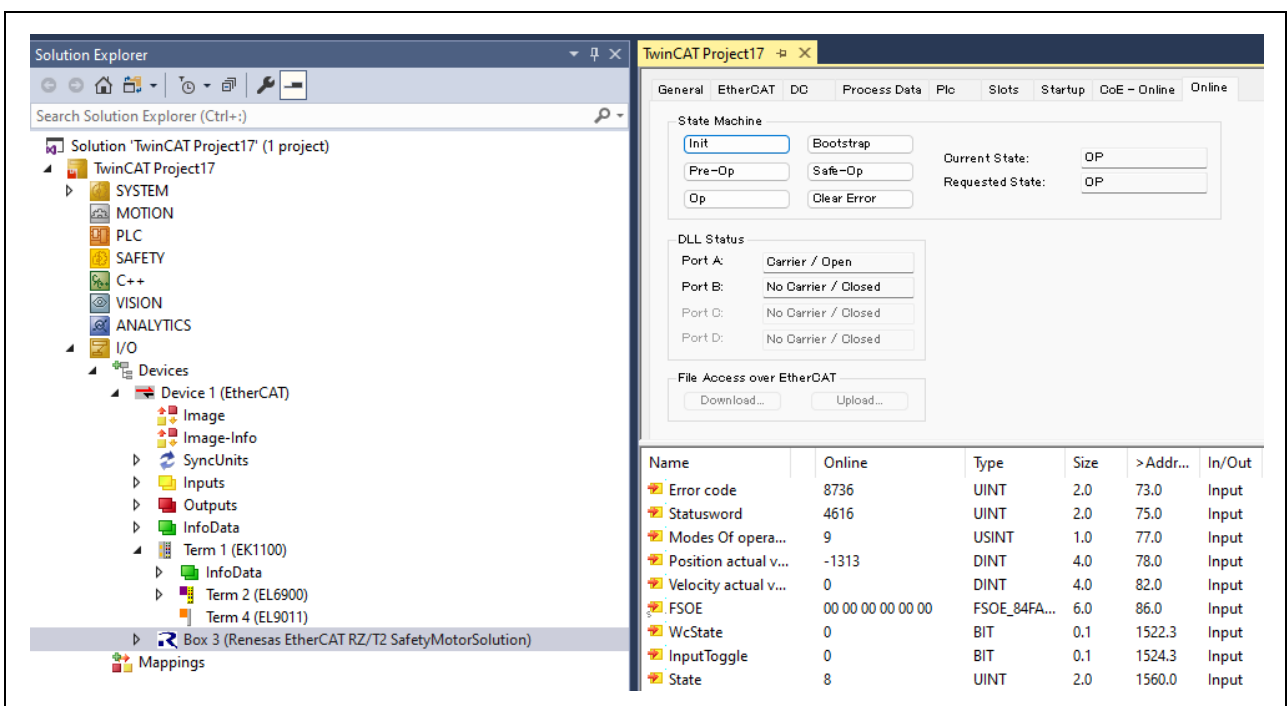 Solution Explorer
Search Solution Explorer (Ctrl+:)
Solution 'TwinCAT Project17' (1 project)
TwinCAT Project17
SYSTEM
MOTION
PLC
SAFETY
C++
VISION
ANALYTICS
I/O
Devices
Device 1 (EtherCAT)
Image
Image-Info
SyncUnits
Inputs
Outputs
InfoData
Term 1 (EK1100)
InfoData
Term 2 (EL6900)
Term 4 (EL9011)
Box 3 (Renesas EtherCAT RZ/T2 SafetyMotorSolution)
Mappings
TwinCAT Project17
General EtherCAT DC Process Data Plc Slots Startup CoE - Online Online
State Machine
Init Bootstrap
Pre-Op Safe-Op
Op Clear Error
Current State: OP
Requested State: OP
DLL Status
Port A: Carrier / Open
Port B: No Carrier / Closed
Port C: No Carrier / Closed
Port D: No Carrier / Closed
File Access over EtherCAT
Download... Upload...
Name Online Type Size >Addr... In/Out
Error code 8736 UINT 2.0 73.0 Input
Statusword 4616 UINT 2.0 75.0 Input
Modes Of opera... 9 USINT 1.0 77.0 Input
Position actual v... -1313 DINT 4.0 78.0 Input
Velocity actual v... 0 DINT 4.0 82.0 Input
FSOE 00 00 00 00 00 00 FSOE_84FA... 6.0 86.0 Input
WcState 0 BIT 0.1 1522.3 Input
InputToggle 0 BIT 0.1 1524.3 Input
State 8 UINT 2.0 1560.0 Input